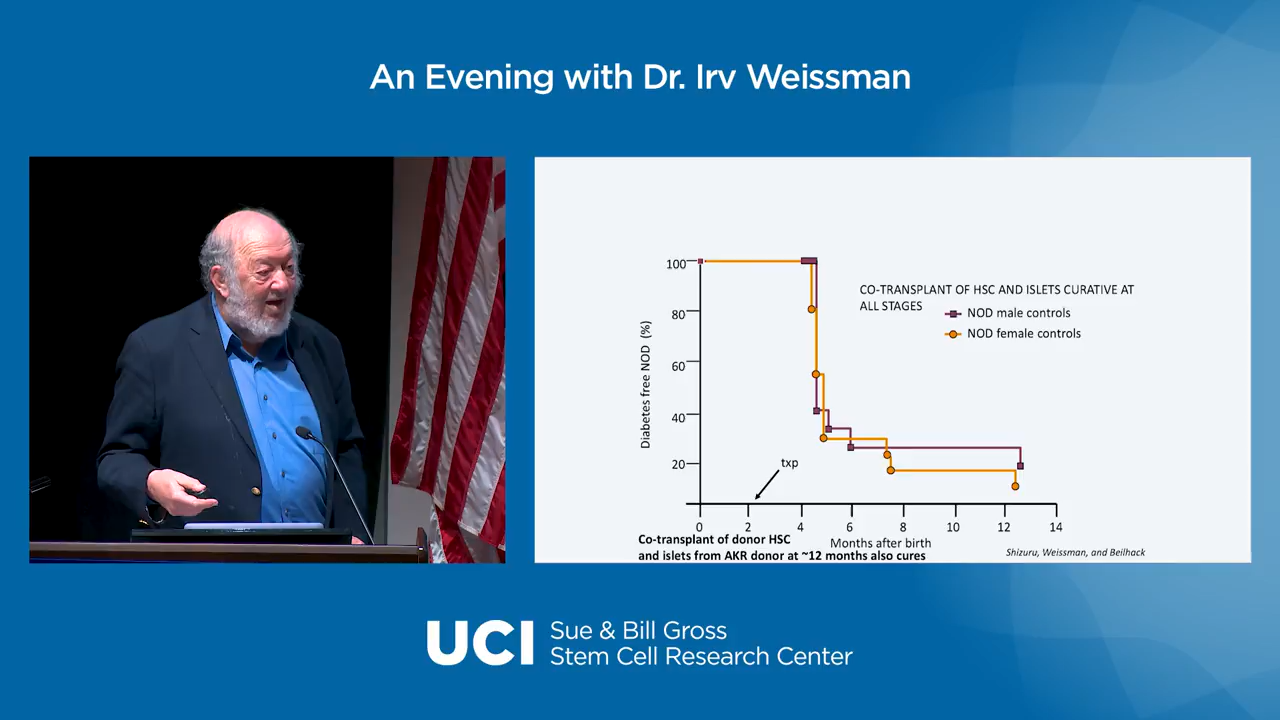 An Evening with Dr. Irv Weissman
CO-TRANSPLANT OF HSC AND ISLETS CURATIVE AT
ALL STAGES
NOD male controls
NOD female controls
Diabetes free NOD (%)
100
80
60
40
20
txp
0 2 4 6 8 10 12 14
Months after birth
Co-transplant of donor HSC
and islets from AKR donor at ~12 months also cures
Shizuru, Weissman, and Beilhack
UCI
Sue & Bill Gross
Stem Cell Research Center